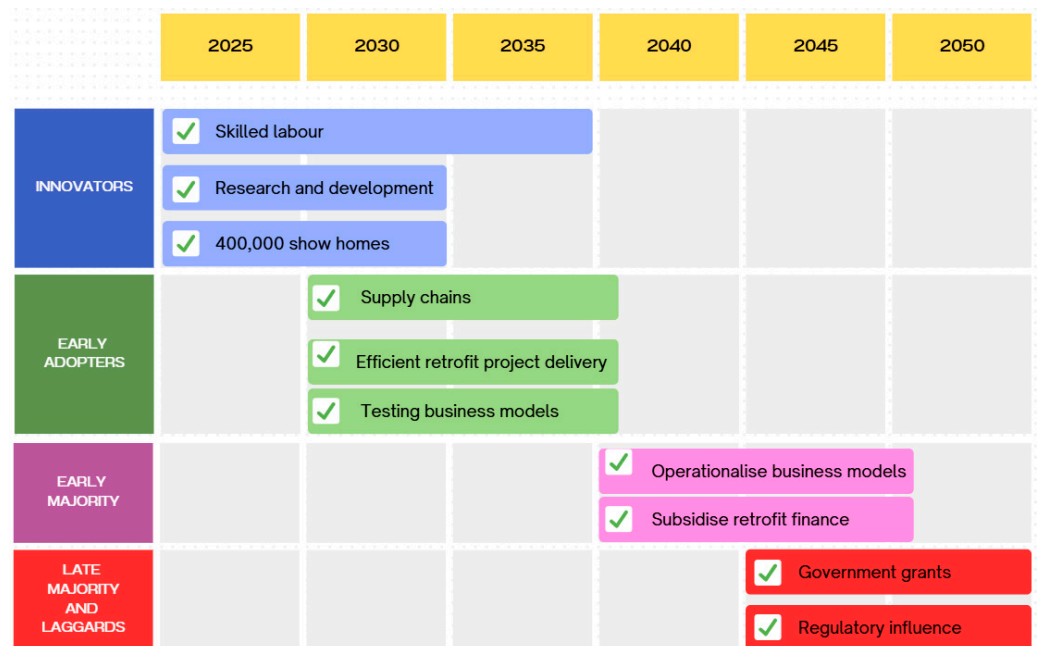 2025 2030 2035 2040 2045 2050
INNOVATORS
Skilled labour
Research and development
400,000 show homes
EARLY
ADOPTERS
Supply chains
Efficient retrofit project delivery
Testing business models
EARLY
MAJORITY
Operationalise business models
Subsidise retrofit finance
LATE
MAJORITY
AND
LAGGARDS
Government grants
Regulatory influence